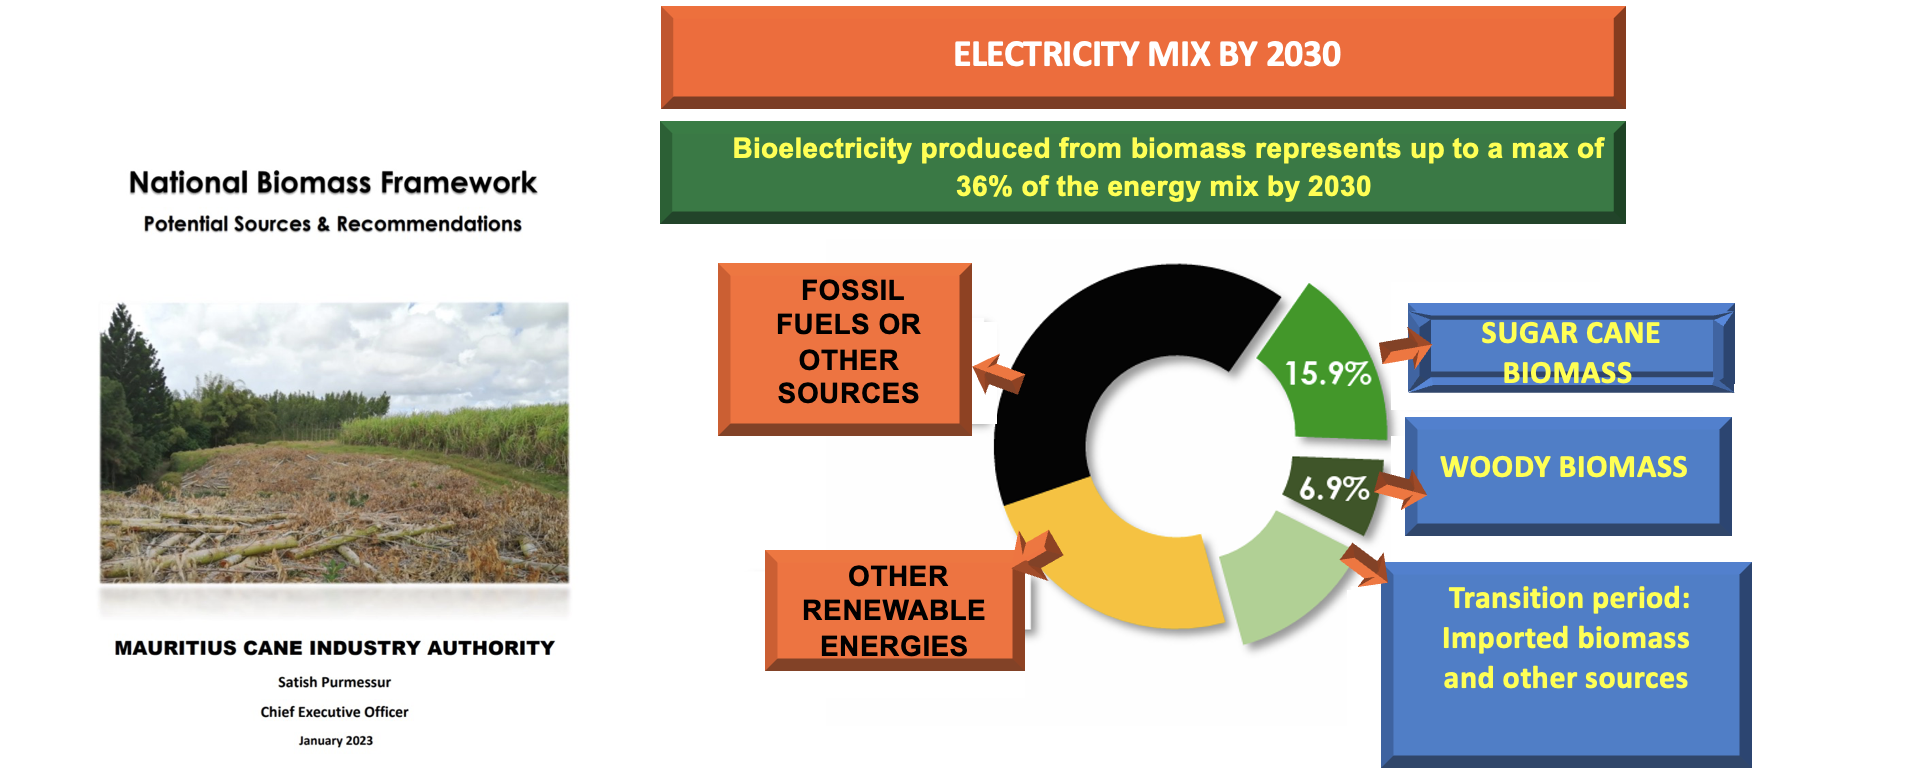 National Biomass Framework
Potential Sources & Recommendations
MAURITIUS CANE INDUSTRY AUTHORITY
Satish Purmessur
Chief Executive Officer
January 2023
ELECTRICITY MIX BY 2030
Bioelectricity produced from biomass represents up to a max of
36% of the energy mix by 2030
FOSSIL
FUELS OR
OTHER
SOURCES
OTHER
RENEWABLE
ENERGIES
15.9%
6.9%
SUGAR CANE
BIOMASS
WOODY BIOMASS
Transition period:
Imported biomass
and other sources